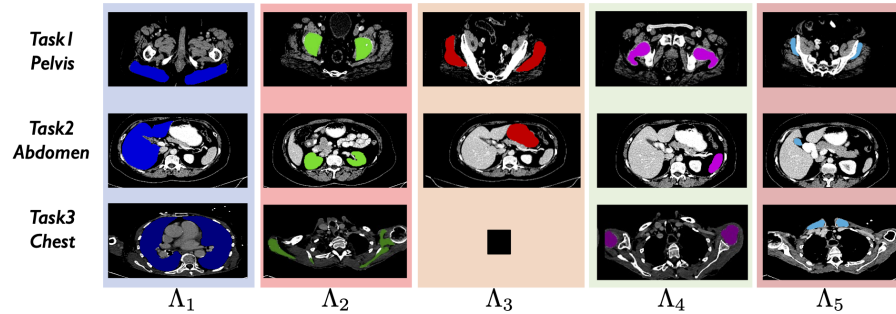 Task1
Pelvis
Task2
Abdomen
Task3
Chest
Λ₁ Λ₂ Λ₃ Λ₄ Λ₅